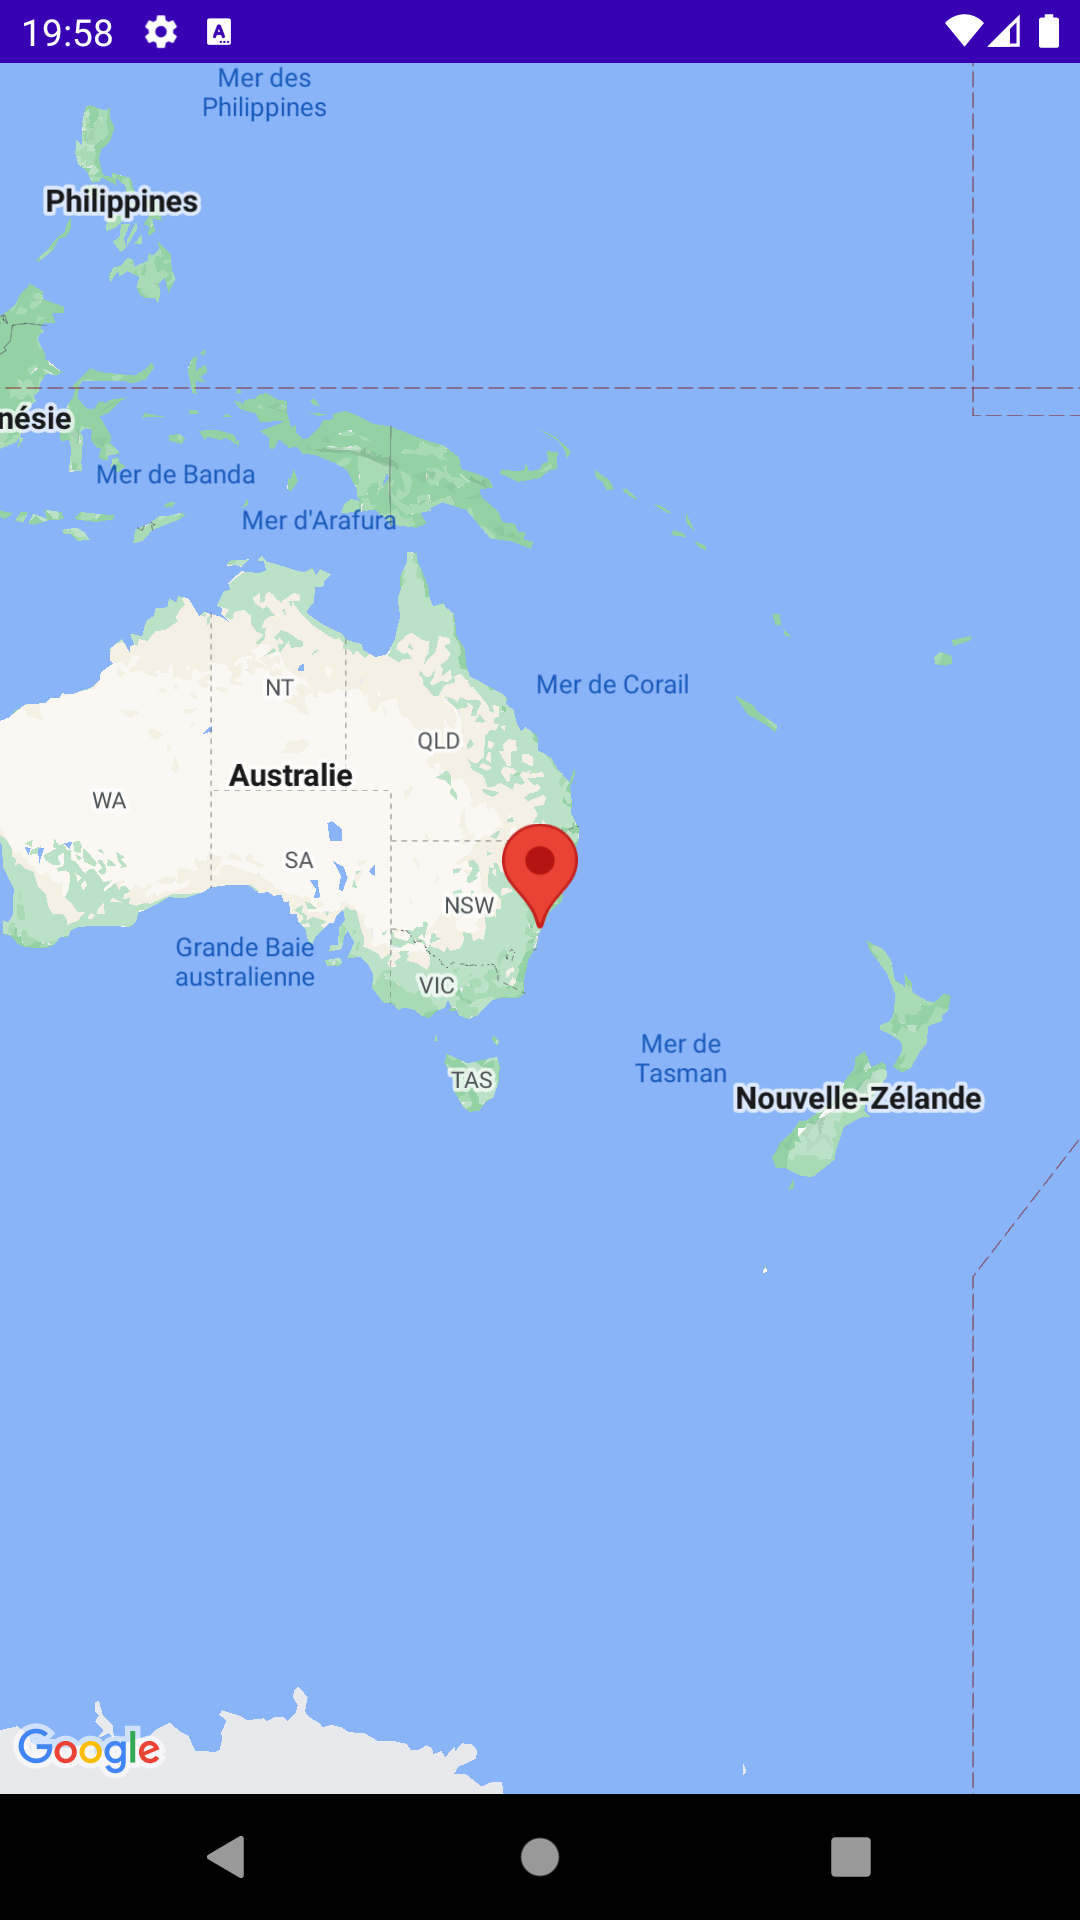 19:58
Mer des
Philippines
Philippines
nésie
Mer de Banda
Mer d'Arafura
NT
Mer de Corail
QLD
Australie
WA
SA
NSW
Grande Baie
australienne
VIC
Mer de
Tasman
TAS
Nouvelle-Zélande
Google